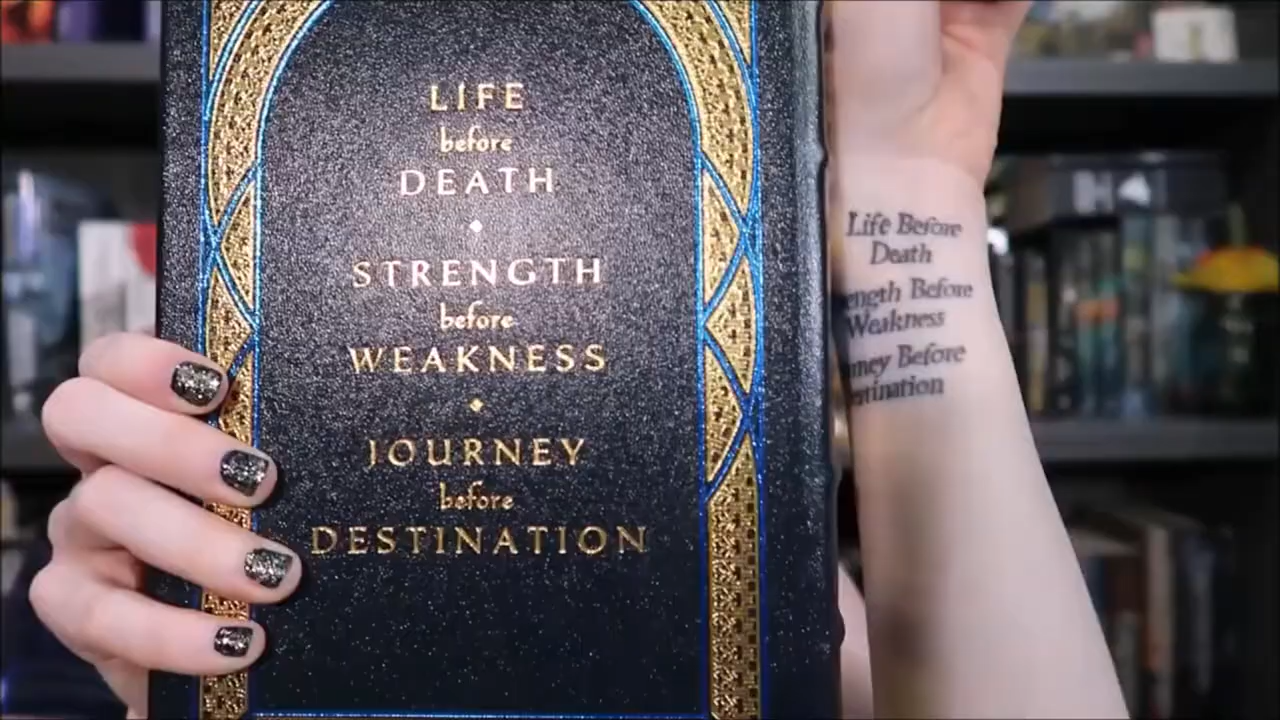 LIFE
before
DEATH
STRENGTH
before
WEAKNESS
JOURNEY
before
DESTINATION
Life Before
Death
Before
Weakness
Before